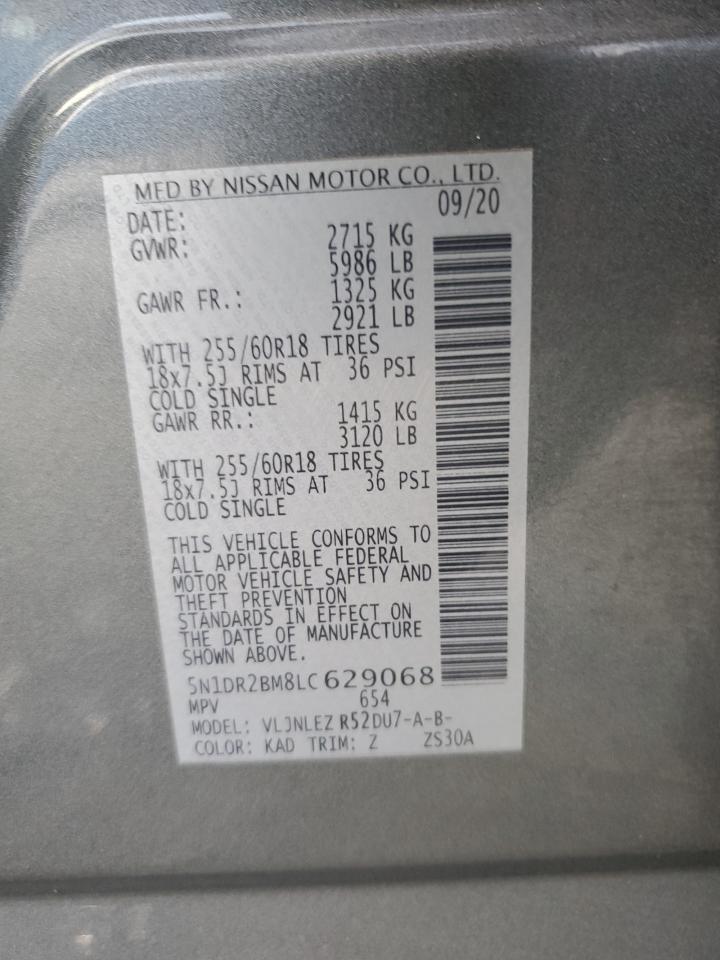 MFD BY NISSAN MOTOR CO., LTD.
DATE: 09/20
GVWR: 2715 KG
5986 LB
GAWR FR.: 1325 KG
2921 LB
WITH 255/60R18 TIRES
18x7.5J RIMS AT 36 PSI
COLD SINGLE
GAWR RR.: 1415 KG
3120 LB
WITH 255/60R18 TIRES
18x7.5J RIMS AT 36 PSI
COLD SINGLE
THIS VEHICLE CONFORMS TO
ALL APPLICABLE FEDERAL
MOTOR VEHICLE SAFETY AND
THEFT PREVENTION
STANDARDS IN EFFECT ON
THE DATE OF MANUFACTURE
SHOWN ABOVE.
5N1DR2BM8LC629068
MPV 654
MODEL: VLJNLEZ R52DU7-A-B-
COLOR: KAD TRIM: Z ZS30A